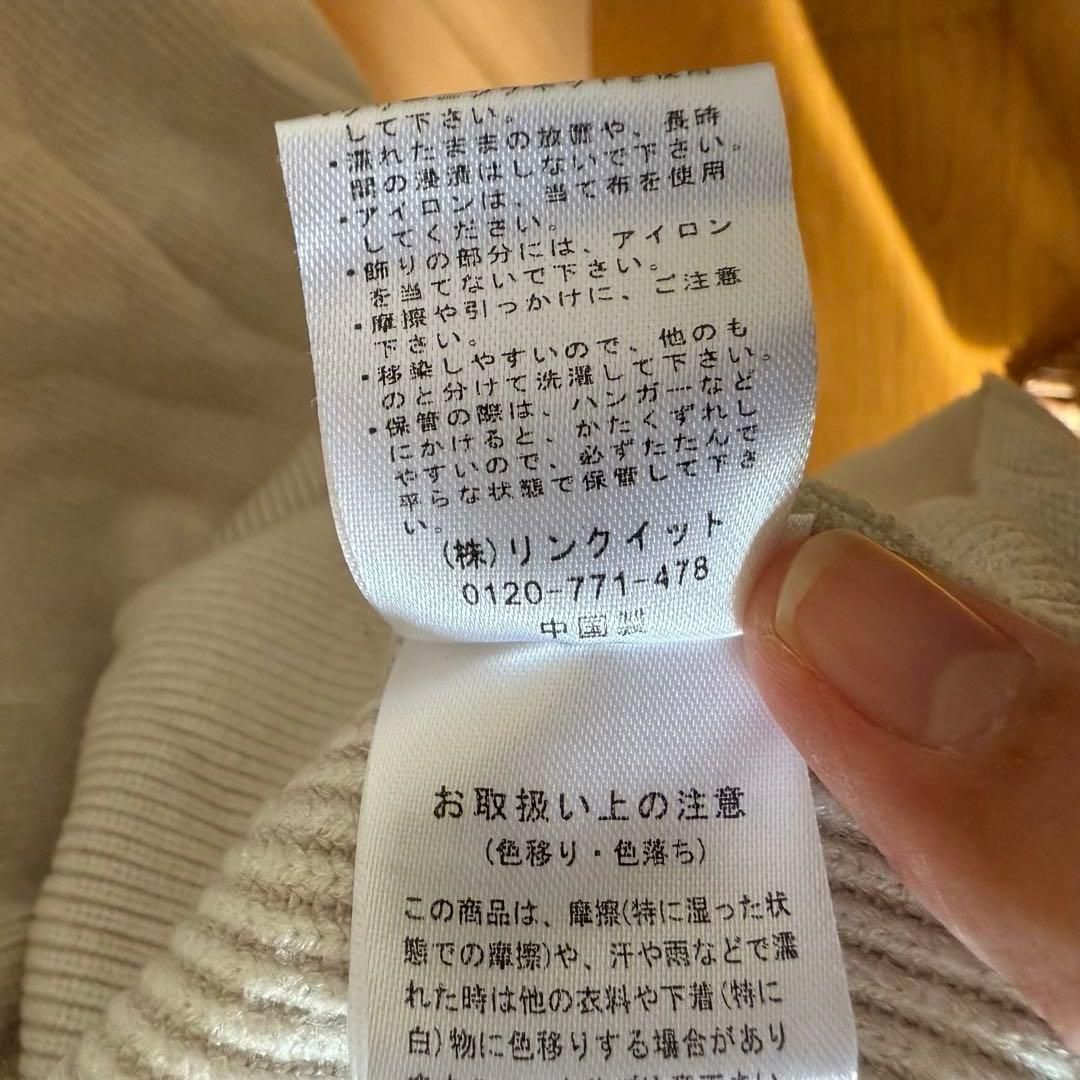 して下さい。
・濡れたままの放置や、長時
間の浸漬はしないで下さい。
・アイロンは、当て布を使用
してください。
・飾りの部分には、アイロン
を当てないで下さい。
・摩擦や引っかけに、ご注意
下さい。
・移染しやすいので、他のも
のと分けて洗濯して下さい。
・保管の際は、ハンガーなど
にかけると、かたくずれし
やすいので、必ずたたんで
平らな状態で保管して下さ
い。
(株)リンクイット
0120-771-478
中国製
お取扱い上の注意
(色移り・色落ち)
この商品は、摩擦(特に湿った状
態での摩擦)や、汗や雨などで濡
れた時は他の衣料や下着(特に
白)物に色移りする場合があり